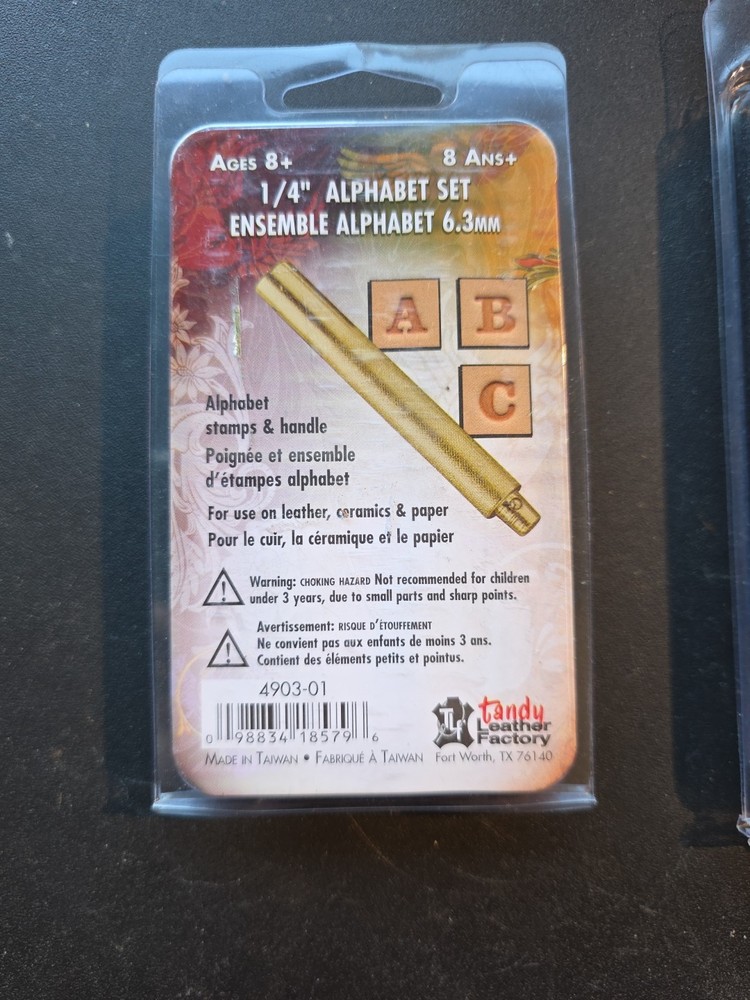 AGES 8+
8 ANS+
1/4" ALPHABET SET
ENSEMBLE ALPHABET 6.3MM
A
B
C
Alphabet
stamps & handle
Poignée et ensemble
d'étampes alphabet
For use on leather, ceramics & paper
Pour le cuir, la céramique et le papier
Warning: CHOKING HAZARD Not recommended for children
under 3 years, due to small parts and sharp points.
Avertissement: RISQUE D'ÉTOUFFEMENT
Ne convient pas aux enfants de moins 3 ans.
Contient des éléments petits et pointus.
4903-01
0 98834 18579 6
TLF
tandy
Leather
Factory
MADE IN TAIWAN • FABRIQUÉ À TAIWAN
Fort Worth, TX 76140